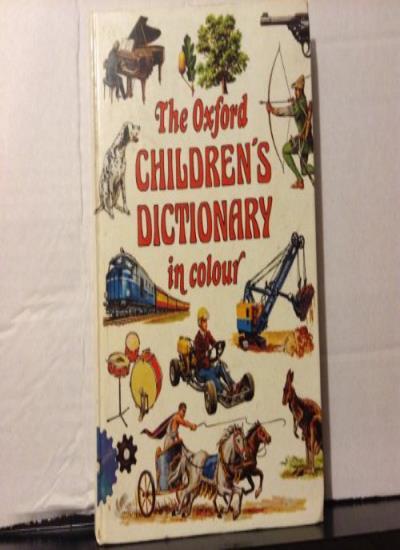 The Oxford
CHILDREN'S
DICTIONARY
in colour